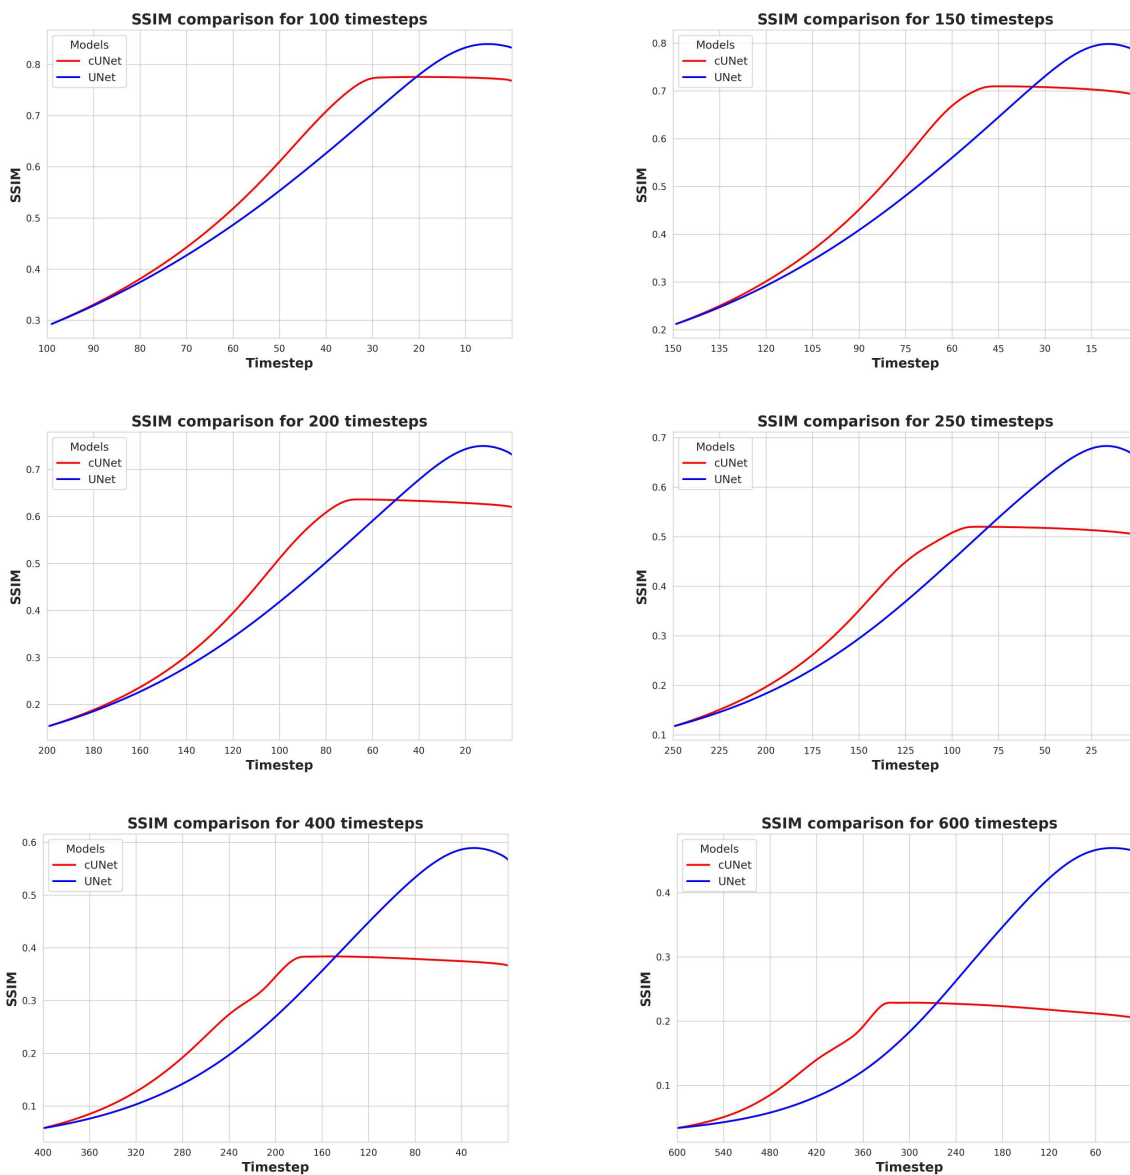 SSIM comparison for 100 timesteps
Models
cUNet
UNet
SSIM
0.8
0.7
0.6
0.5
0.4
0.3
100 90 80 70 60 50 40 30 20 10
Timestep
SSIM comparison for 150 timesteps
Models
cUNet
UNet
SSIM
0.8
0.7
0.6
0.5
0.4
0.3
0.2
150 135 120 105 90 75 60 45 30 15
Timestep
SSIM comparison for 200 timesteps
Models
cUNet
UNet
SSIM
0.7
0.6
0.5
0.4
0.3
0.2
200 180 160 140 120 100 80 60 40 20
Timestep
SSIM comparison for 250 timesteps
Models
cUNet
UNet
SSIM
0.7
0.6
0.5
0.4
0.3
0.2
0.1
250 225 200 175 150 125 100 75 50 25
Timestep
SSIM comparison for 400 timesteps
Models
cUNet
UNet
SSIM
0.6
0.5
0.4
0.3
0.2
0.1
400 360 320 280 240 200 160 120 80 40
Timestep
SSIM comparison for 600 timesteps
Models
cUNet
UNet
SSIM
0.4
0.3
0.2
0.1
600 540 480 420 360 300 240 180 120 60
Timestep